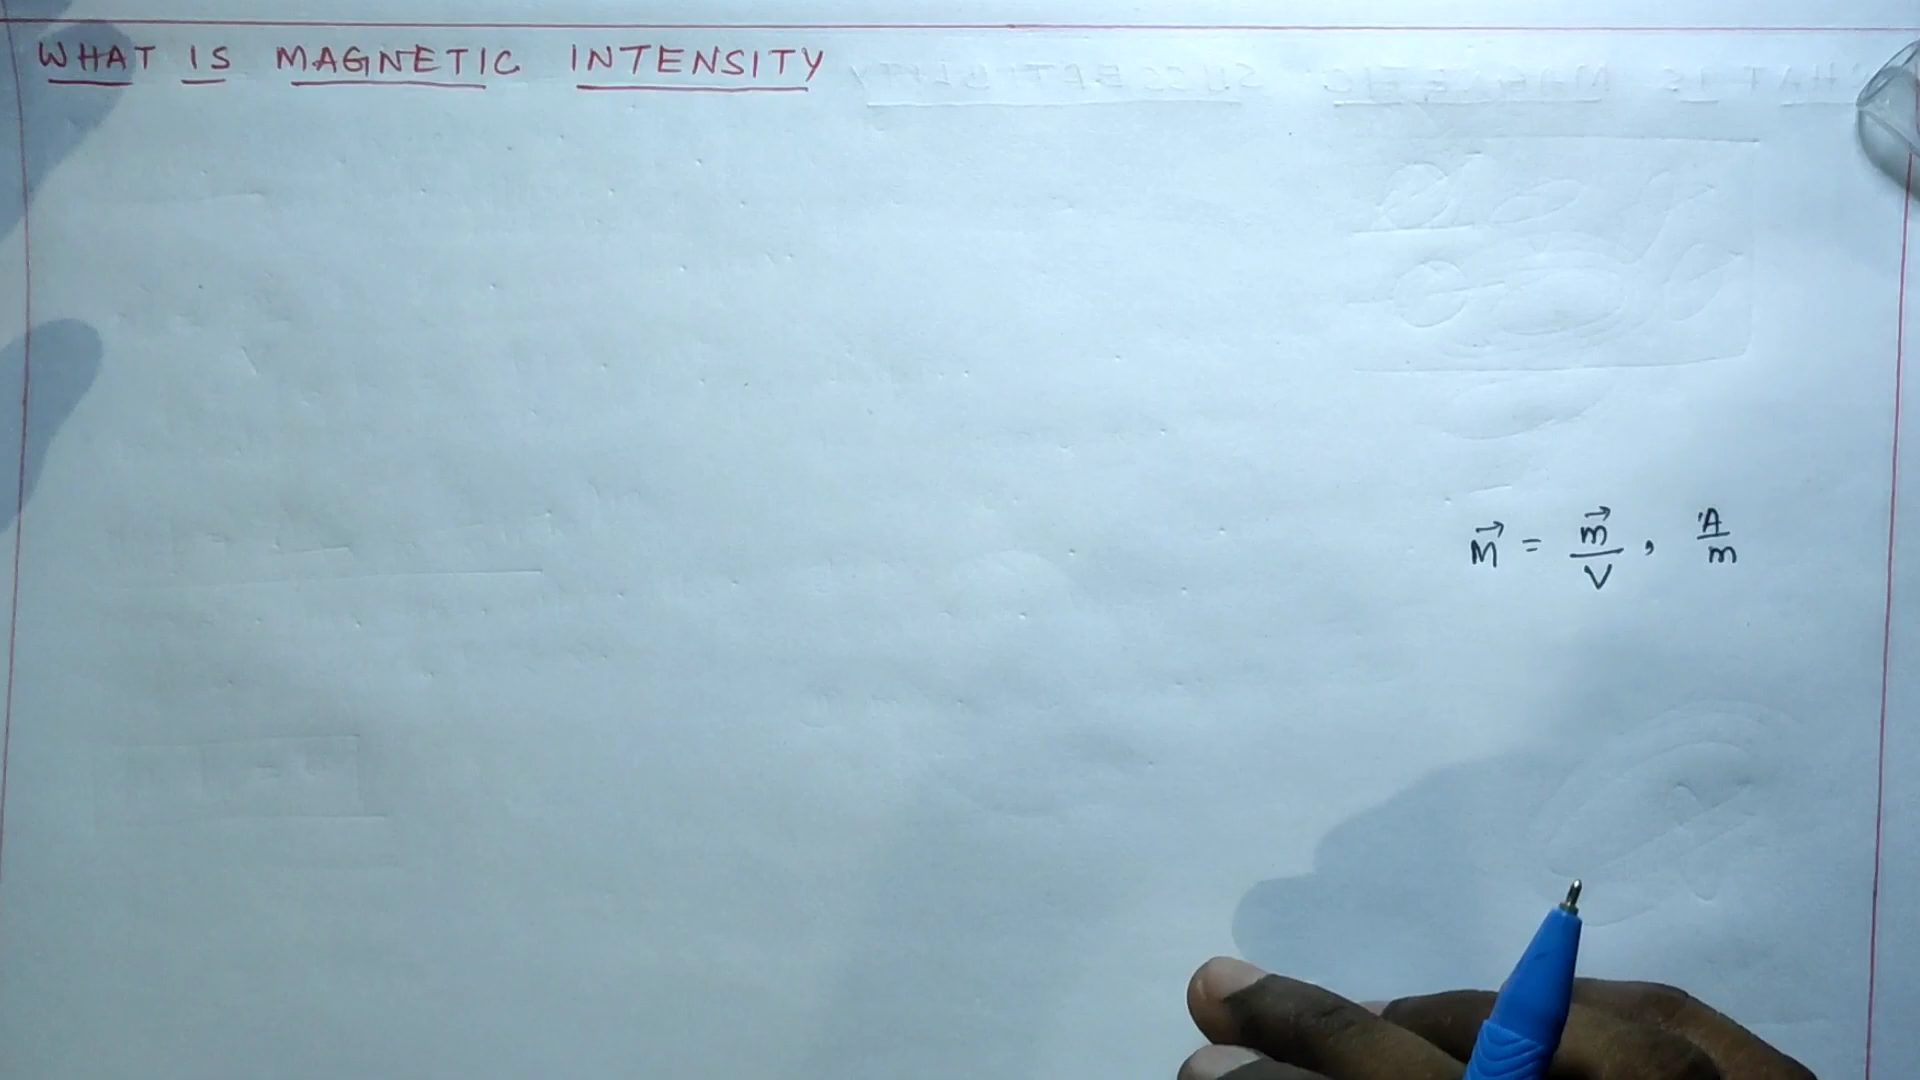 WHAT IS MAGNETIC INTENSITY
M⃗ = m⃗/V , A/m